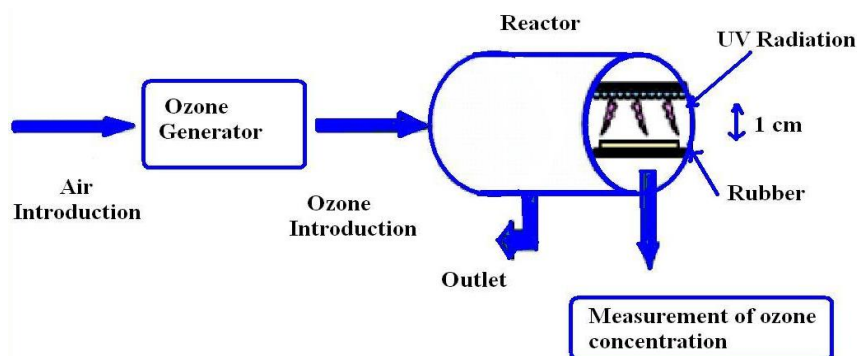 Reactor
UV Radiation
Ozone
Generator
1 cm
Air
Introduction
Ozone
Introduction
Rubber
Outlet
Measurement of ozone
concentration